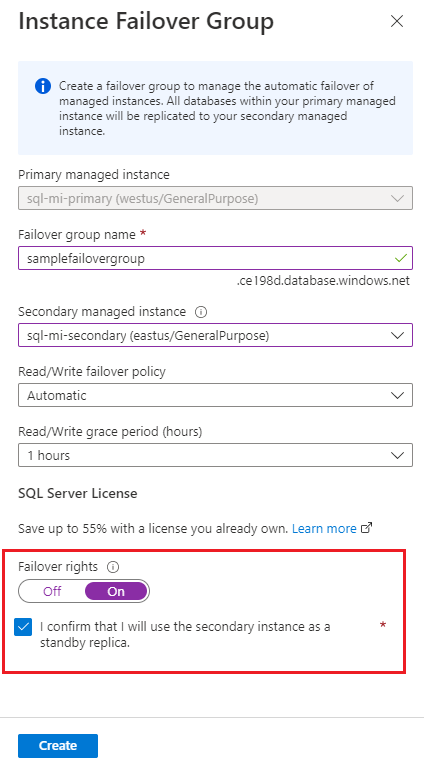 Instance Failover Group
Create a failover group to manage the automatic failover of
managed instances. All databases within your primary managed
instance will be replicated to your secondary managed
instance.
Primary managed instance
sql-mi-primary (westus/GeneralPurpose)
Failover group name *
samplefailovergroup
.ce198d.database.windows.net
Secondary managed instance
sql-mi-secondary (eastus/GeneralPurpose)
Read/Write failover policy
Automatic
Read/Write grace period (hours)
1 hours
SQL Server License
Save up to 55% with a license you already own. Learn more
Failover rights
Off On
I confirm that I will use the secondary instance as a *
standby replica.
Create